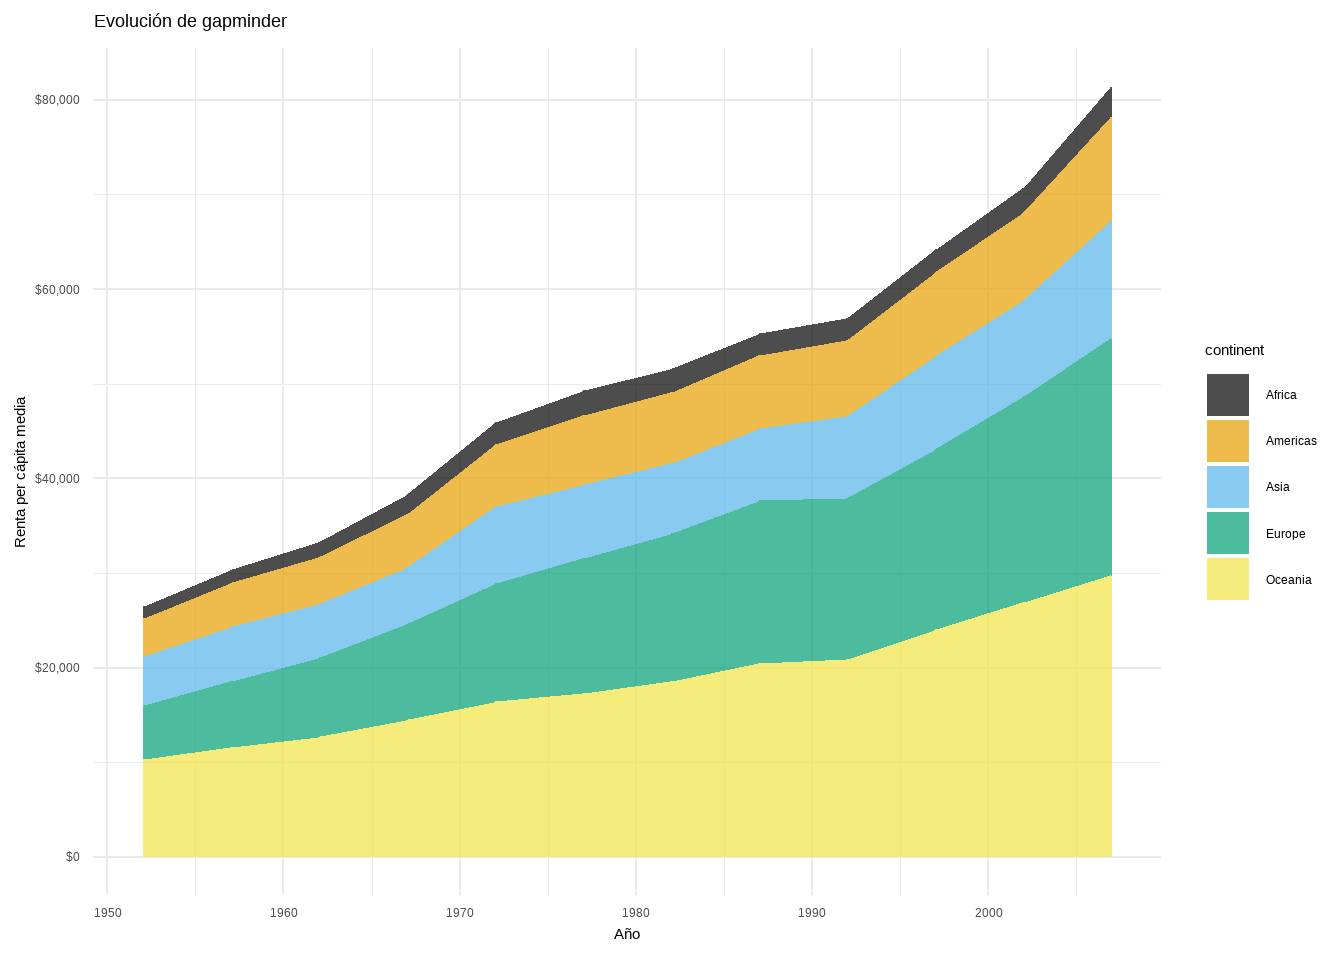 Evolución de gapminder
Renta per cápita media
$80,000
$60,000
$40,000
$20,000
$0
1950 1960 1970 1980 1990 2000
Año
continent
Africa
Americas
Asia
Europe
Oceania